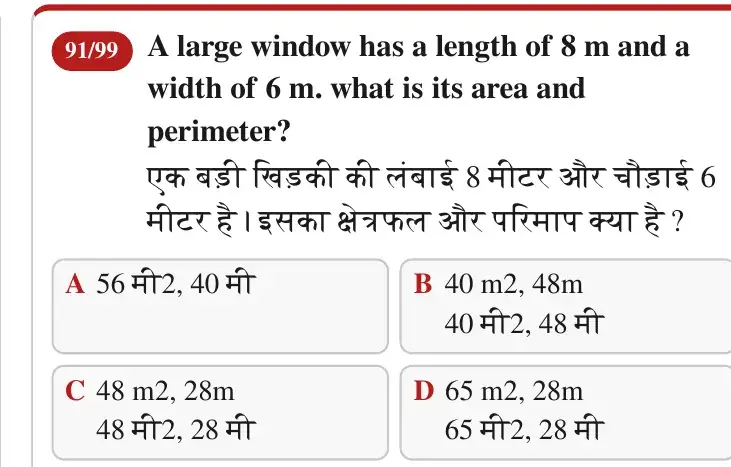 91/99 A large window has a length of 8 m and a
width of 6 m. what is its area and
perimeter?
एक बड़ी खिड़की की लंबाई 8 मीटर और चौड़ाई 6
मीटर है। इसका क्षेत्रफल और परिमाप क्या है ?
A 56 मी2, 40 मी
B 40 m2, 48m
40 मी2, 48 मी
C 48 m2, 28m
48 मी2, 28 मी
D 65 m2, 28m
65 मी2, 28 मी